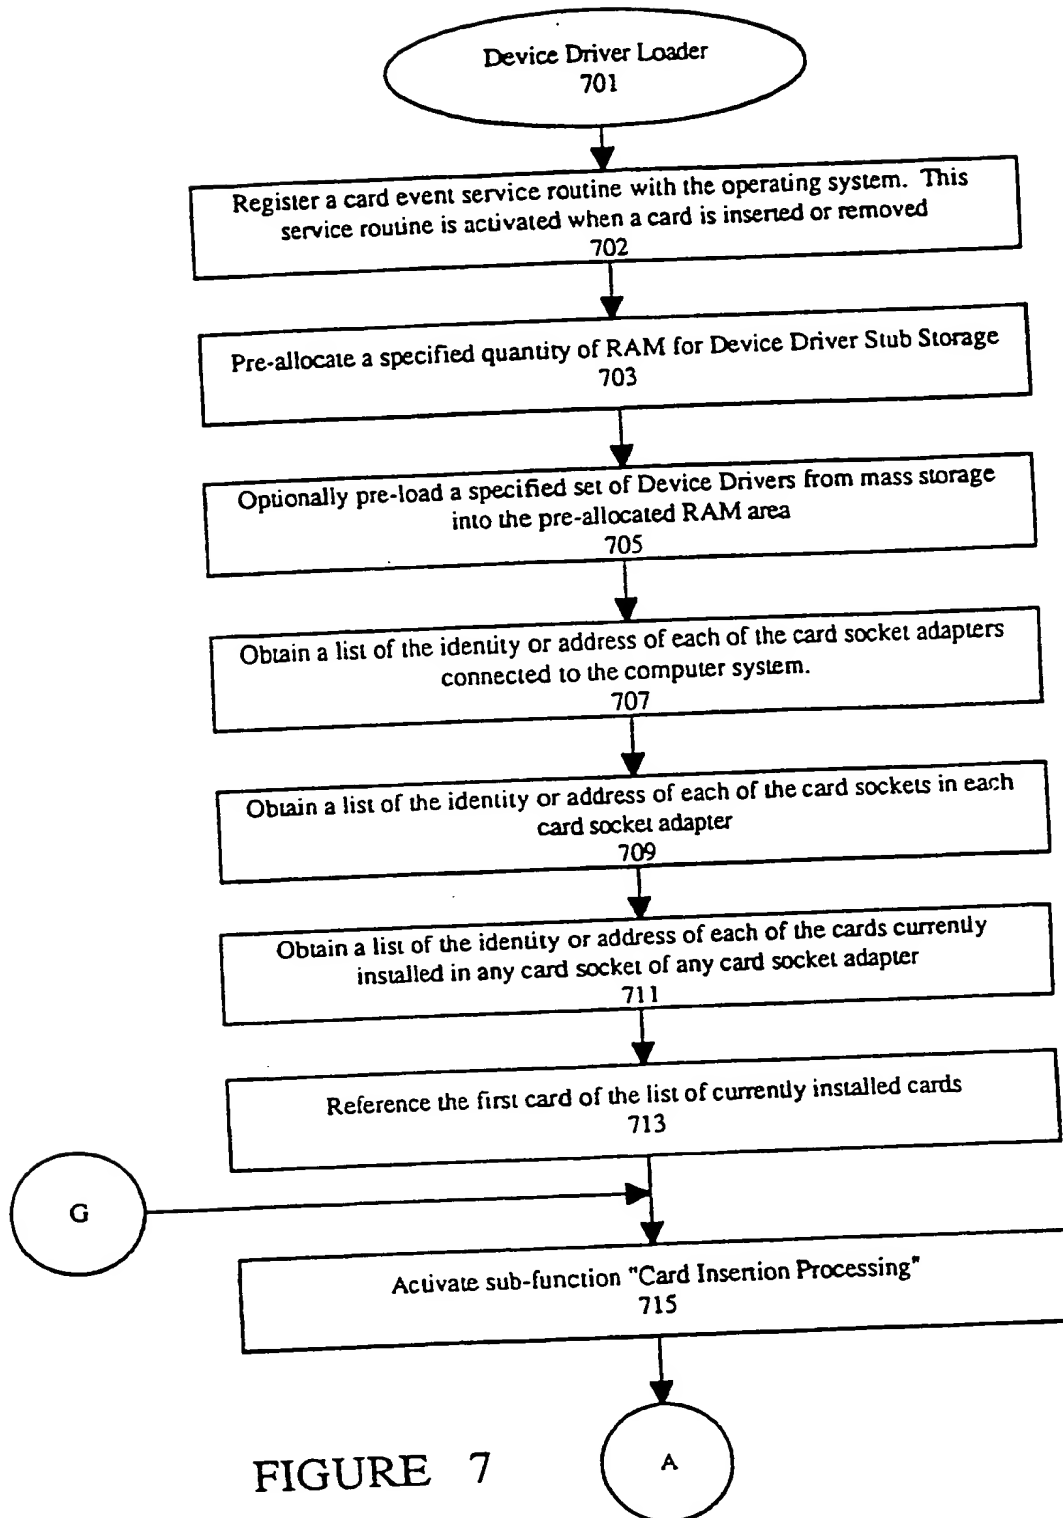 Device Driver Loader
701
Register a card event service routine with the operating system. This
service routine is activated when a card is inserted or removed
702
Pre-allocate a specified quantity of RAM for Device Driver Stub Storage
703
Optionally pre-load a specified set of Device Drivers from mass storage
into the pre-allocated RAM area
705
Obtain a list of the identity or address of each of the card socket adapters
connected to the computer system.
707
Obtain a list of the identity or address of each of the card sockets in each
card socket adapter
709
Obtain a list of the identity or address of each of the cards currently
installed in any card socket of any card socket adapter
711
Reference the first card of the list of currently installed cards
713
G
Activate sub-function "Card Insertion Processing"
715
A
FIGURE 7